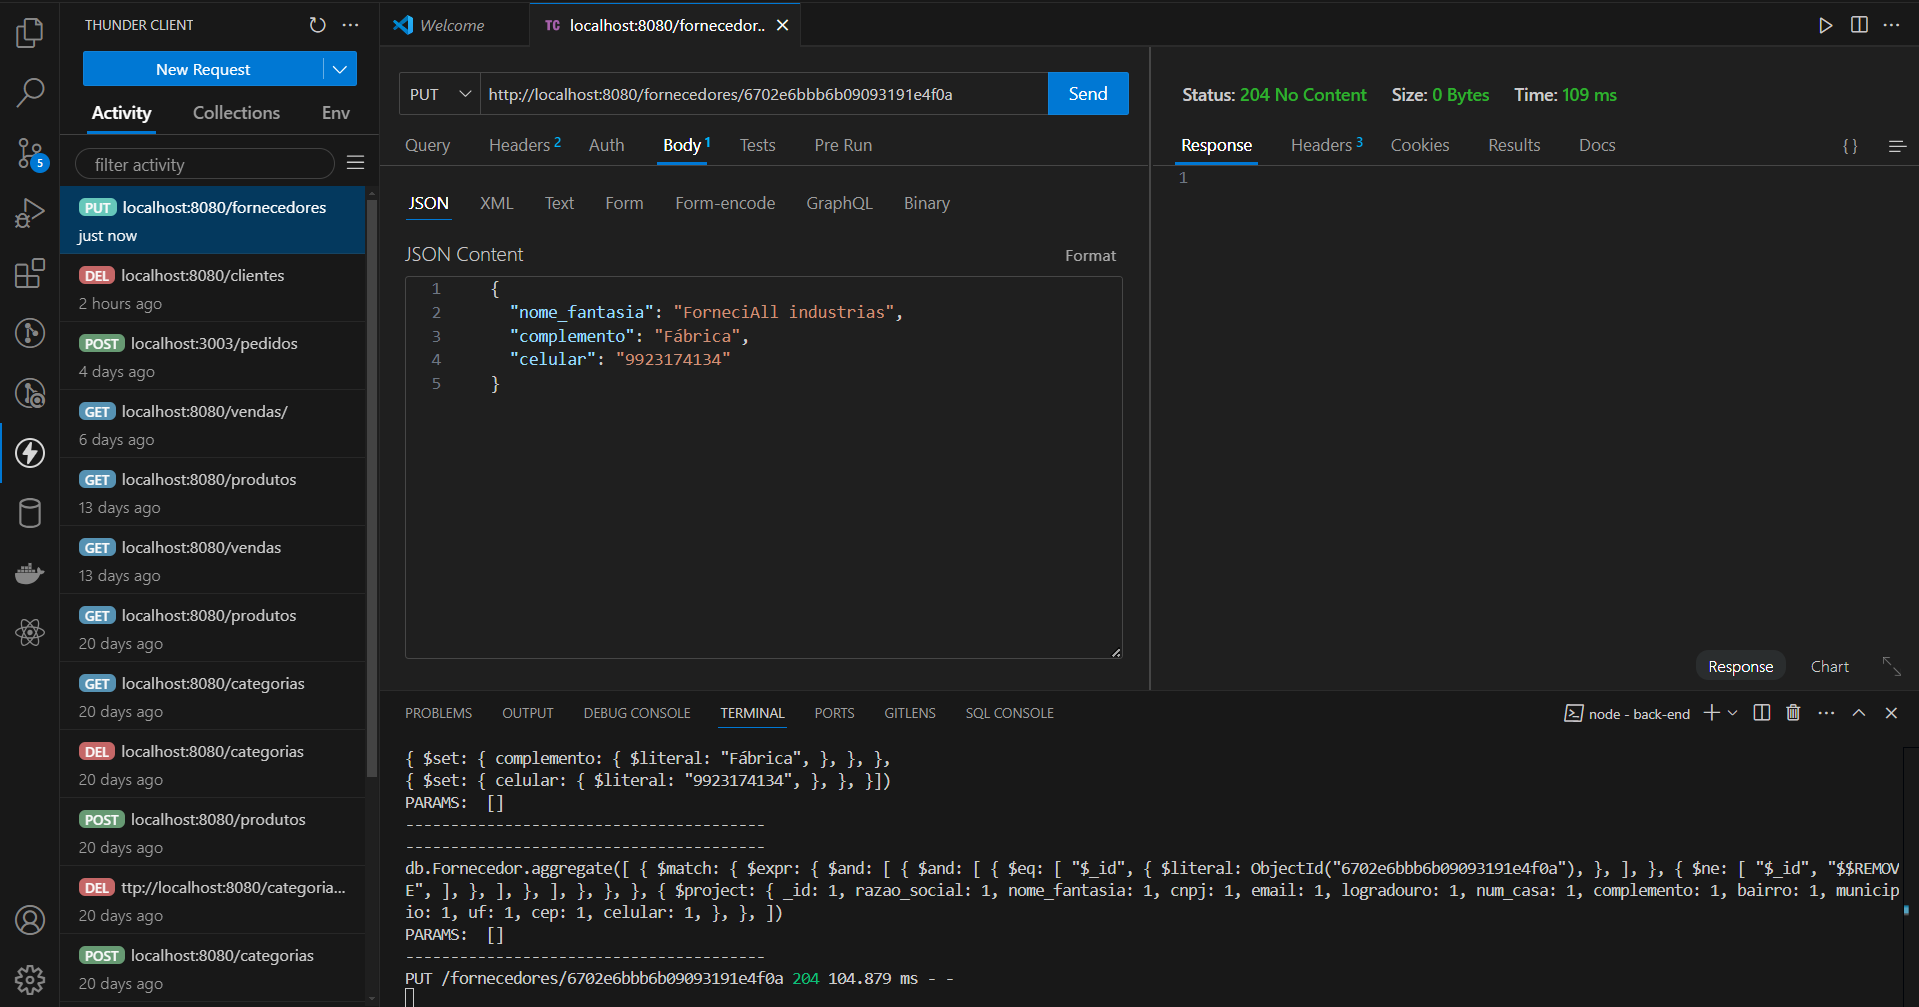 THUNDER CLIENT
New Request
Activity Collections Env
filter activity
5
PUT localhost:8080/fornecedores
just now
DEL localhost:8080/clientes
2 hours ago
POST localhost:3003/pedidos
4 days ago
GET localhost:8080/vendas/
6 days ago
GET localhost:8080/produtos
13 days ago
GET localhost:8080/vendas
13 days ago
GET localhost:8080/produtos
20 days ago
GET localhost:8080/categorias
20 days ago
DEL localhost:8080/categorias
20 days ago
POST localhost:8080/produtos
20 days ago
DEL ttp://localhost:8080/categoria...
20 days ago
POST localhost:8080/categorias
20 days ago
Welcome
TC localhost:8080/fornecedor..
PUT http://localhost:8080/fornecedores/6702e6bbb6b09093191e4f0a Send
Query Headers 2 Auth Body 1 Tests Pre Run
JSON XML Text Form Form-encode GraphQL Binary
JSON Content Format
1 {
2 "nome_fantasia": "ForneciAll industrias",
3 "complemento": "Fábrica",
4 "celular": "9923174134"
5 }
Status: 204 No Content Size: 0 Bytes Time: 109 ms
Response Headers 3 Cookies Results Docs { }
1
Response Chart
PROBLEMS OUTPUT DEBUG CONSOLE TERMINAL PORTS GITLENS SQL CONSOLE
node - back-end
{ $set: { complemento: { $literal: "Fábrica", }, }, },
{ $set: { celular: { $literal: "9923174134", }, }, }])
PARAMS:  []
----------------------------------------
----------------------------------------
db.Fornecedor.aggregate([ { $match: { $expr: { $and: [ { $and: [ { $eq: [ "$_id", { $literal: ObjectId("6702e6bbb6b09093191e4f0a"), }, ], }, { $ne: [ "$_id", "$$REMOV
E", ], }, ], }, ], }, }, }, { $project: { _id: 1, razao_social: 1, nome_fantasia: 1, cnpj: 1, email: 1, logradouro: 1, num_casa: 1, complemento: 1, bairro: 1, municip
io: 1, uf: 1, cep: 1, celular: 1, }, }, ])
PARAMS:  []
----------------------------------------
PUT /fornecedores/6702e6bbb6b09093191e4f0a 204 104.879 ms - -